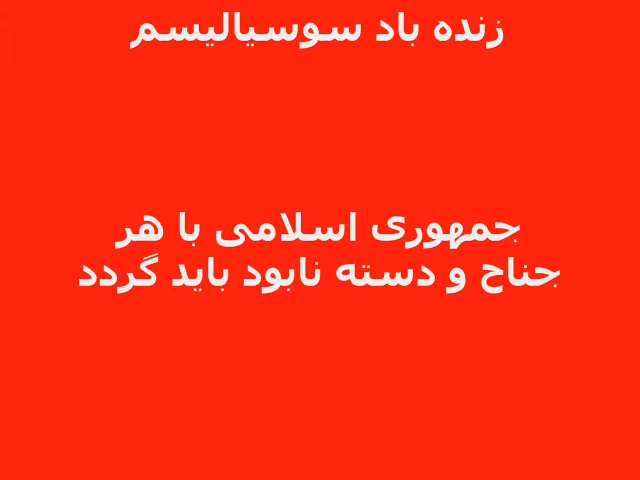 زنده باد سوسیالیسم
جمهوری اسلامی با هر
جناح و دسته نابود باید گردد